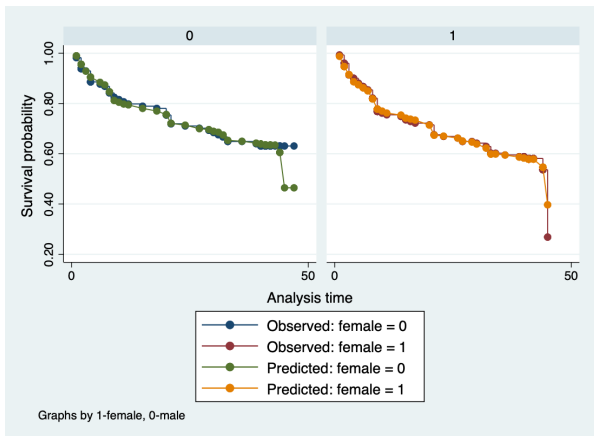 0
1
Survival probability
1.00
0.80
0.60
0.40
0.20
0
50
0
50
Analysis time
Observed: female = 0
Observed: female = 1
Predicted: female = 0
Predicted: female = 1
Graphs by 1-female, 0-male